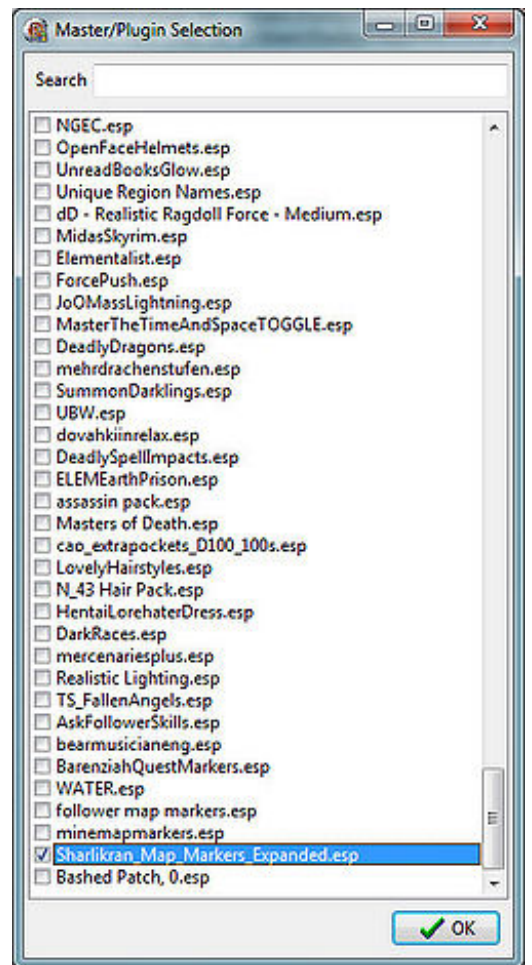 Master/Plugin Selection
Search
NGEC.esp
OpenFaceHelmets.esp
UnreadBooksGlow.esp
Unique Region Names.esp
dD - Realistic Ragdoll Force - Medium.esp
MidasSkyrim.esp
Elementalist.esp
ForcePush.esp
JoOMassLightning.esp
MasterTheTimeAndSpaceTOGGLE.esp
DeadlyDragons.esp
mehrdrachenstufen.esp
SummonDarklings.esp
UBW.esp
dovahkiinrelax.esp
DeadlySpellImpacts.esp
ELEMEarthPrison.esp
assassin pack.esp
Masters of Death.esp
cao_extrapockets_D100_100s.esp
LovelyHairstyles.esp
N_43 Hair Pack.esp
HentaiLorehaterDress.esp
DarkRaces.esp
mercenariesplus.esp
Realistic Lighting.esp
TS_FallenAngels.esp
AskFollowerSkills.esp
bearmusicianeng.esp
BarenziahQuestMarkers.esp
WATER.esp
follower map markers.esp
minemapmarkers.esp
Sharlikran_Map_Markers_Expanded.esp
Bashed Patch, 0.esp
OK